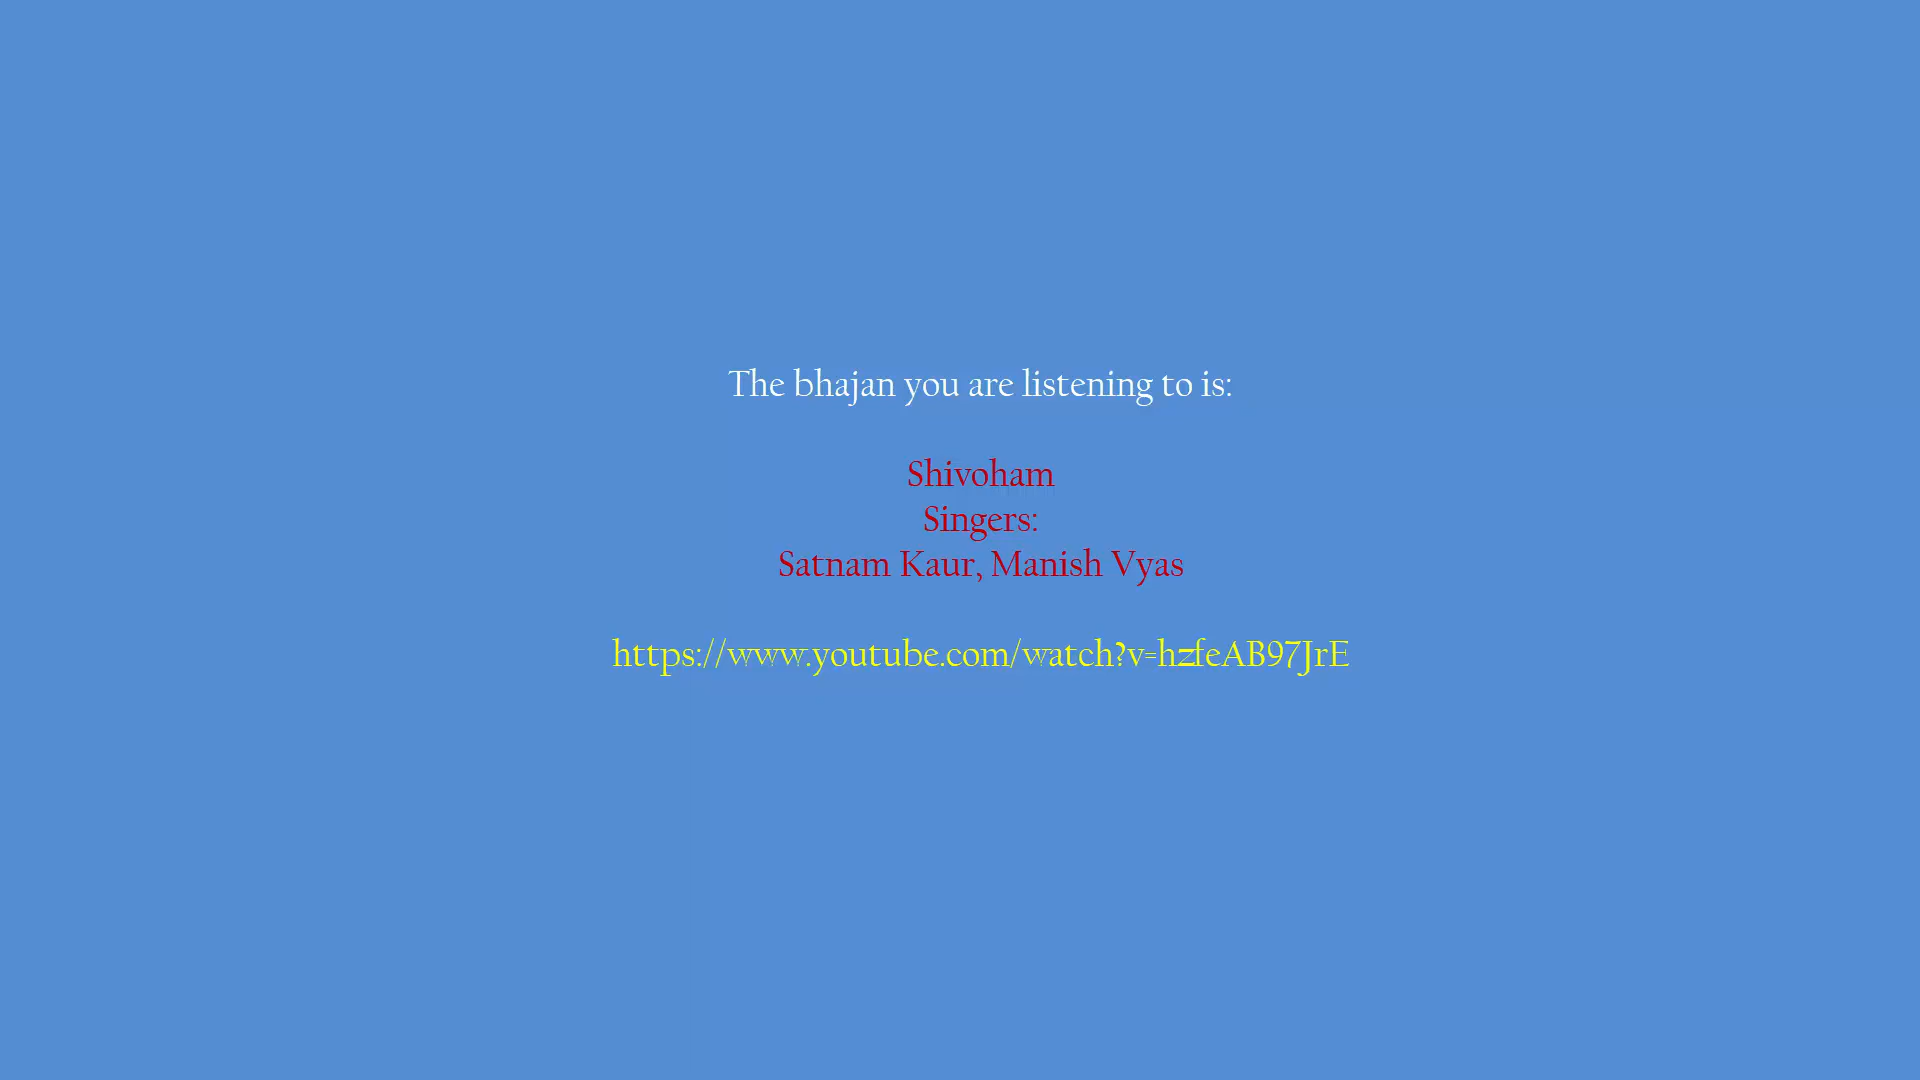 The bhajan you are listening to is:
Shivoham
Singers:
Satnam Kaur, Manish Vyas
https://www.youtube.com/watch?v=hzfeAB97JrE